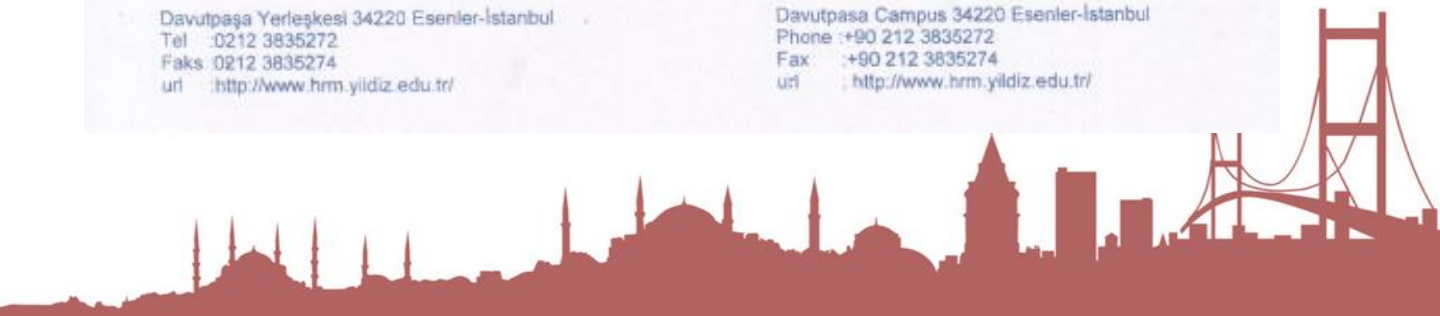 Davutpaşa Yerleşkesi 34220 Esenler-İstanbul
Tel :0212 3835272
Faks :0212 3835274
url :http://www.hrm.yildiz.edu.tr/
Davutpasa Campus 34220 Esenler-İstanbul
Phone :+90 212 3835272
Fax :+90 212 3835274
url : http://www.hrm.yildiz.edu.tr/